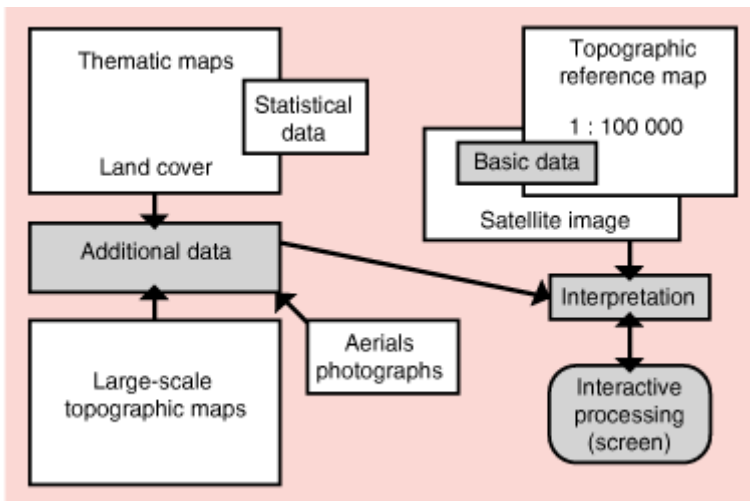 Thematic maps
Statistical
data
Land cover
Additional data
Large-scale
topographic maps
Aerials
photographs
Topographic
reference map
1 : 100 000
Basic data
Satellite image
Interpretation
Interactive
processing
(screen)